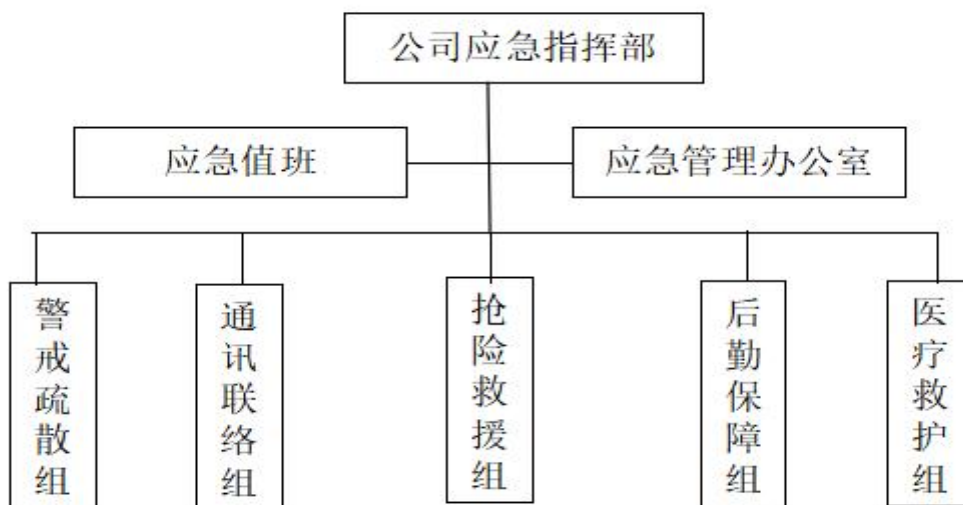 公司应急指挥部
应急值班
应急管理办公室
警戒疏散组
通讯联络组
抢险救援组
后勤保障组
医疗救护组